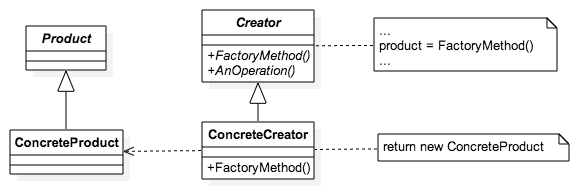 Product
ConcreteProduct
Creator
+FactoryMethod()
+AnOperation()
ConcreteCreator
+FactoryMethod()
...
product = FactoryMethod()
...
return new ConcreteProduct